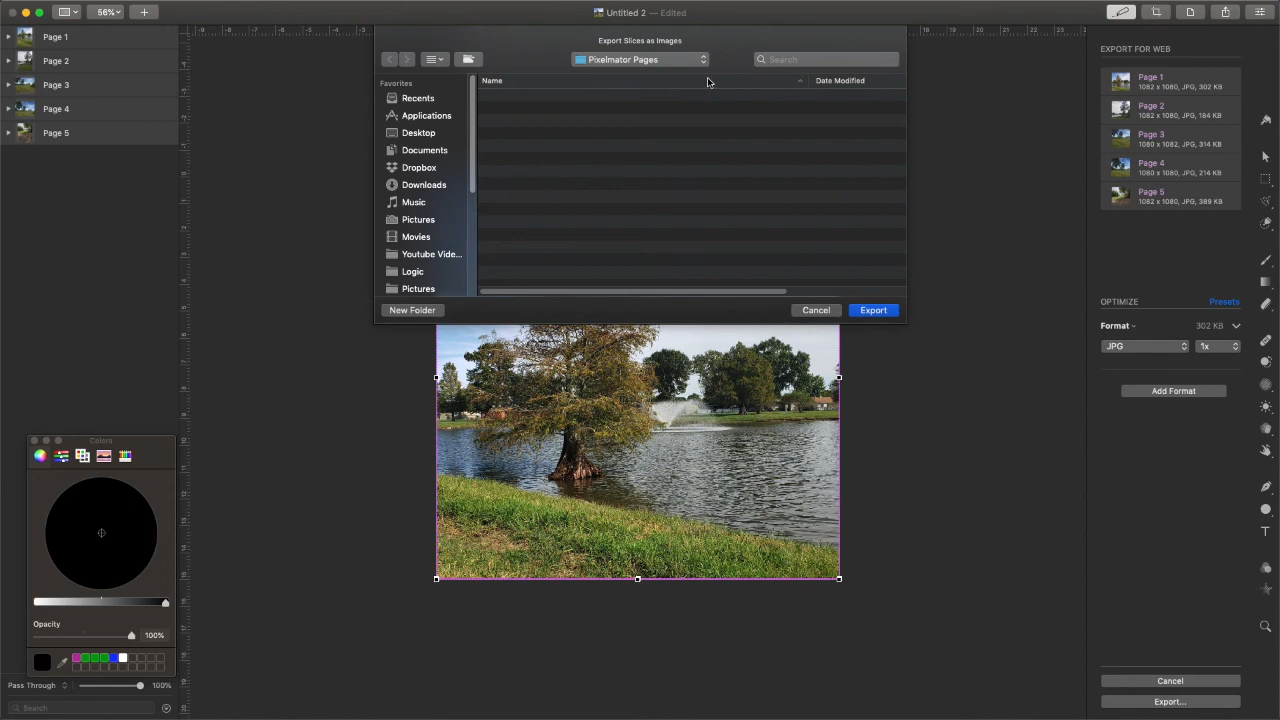 56%
Untitled 2 — Edited
Page 1
Page 2
Page 3
Page 4
Page 5
Export Slices as Images
Pixelmator Pages
Search
Favorites
Recents
Applications
Desktop
Documents
Dropbox
Downloads
Music
Pictures
Movies
Youtube Vide...
Logic
Pictures
Name
Date Modified
New Folder
Cancel
Export
EXPORT FOR WEB
Page 1
1082 x 1080, JPG, 302 KB
Page 2
1082 x 1080, JPG, 184 KB
Page 3
1080 x 1082, JPG, 314 KB
Page 4
1080 x 1080, JPG, 214 KB
Page 5
1082 x 1080, JPG, 389 KB
OPTIMIZE
Presets
Format
302 KB
JPG
1x
Add Format
Cancel
Export...
Colors
Opacity
100%
Pass Through
100%
Search